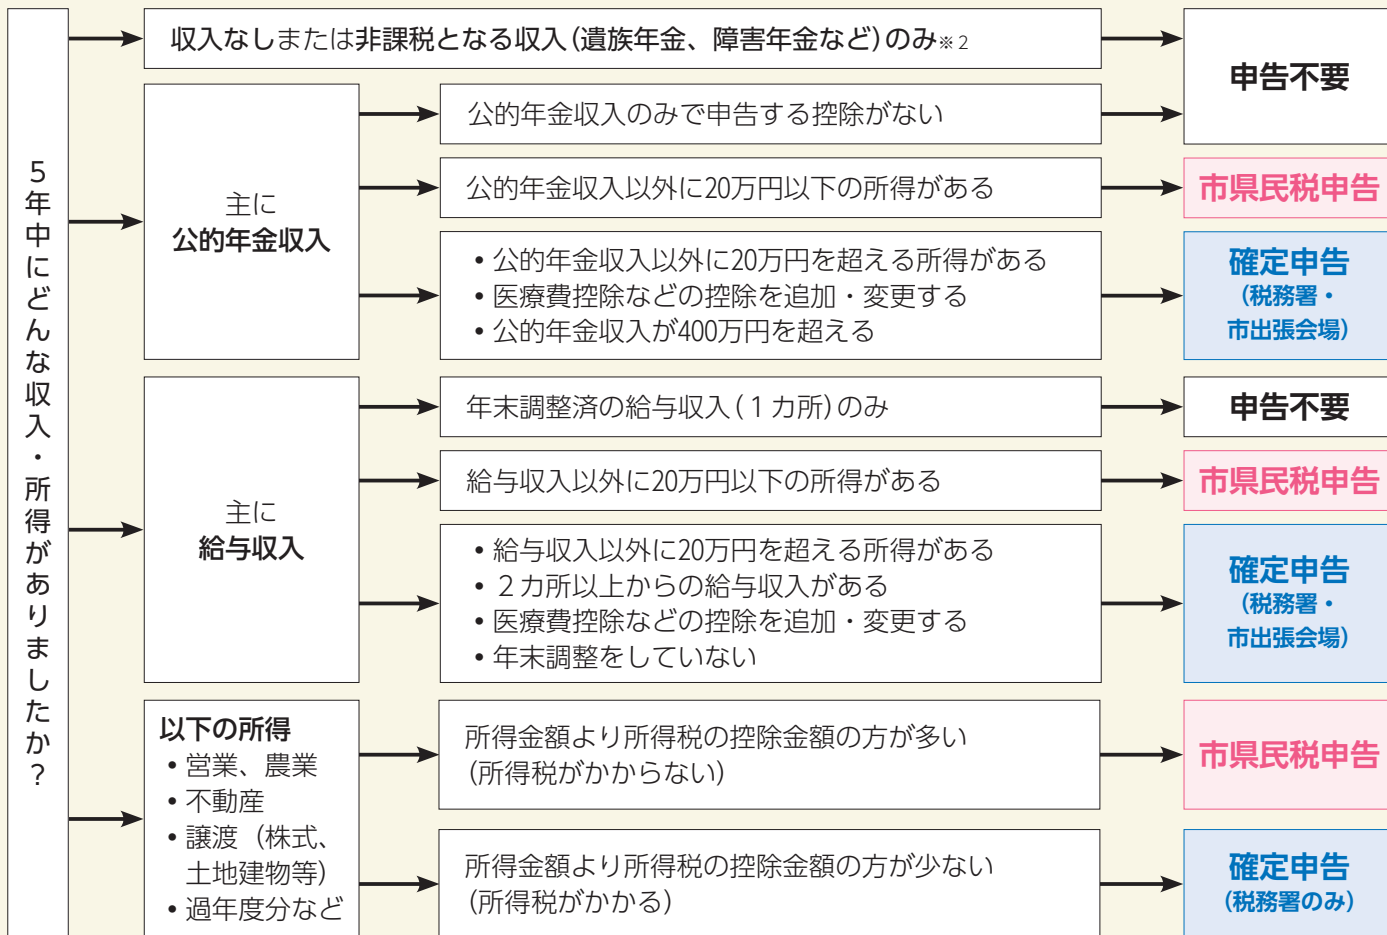 5年中にどんな収入・所得がありましたか？
収入なしまたは非課税となる収入（遺族年金、障害年金など）のみ※2
申告不要
主に
公的年金収入
公的年金収入のみで申告する控除がない
公的年金収入以外に20万円以下の所得がある
市県民税申告
• 公的年金収入以外に20万円を超える所得がある
• 医療費控除などの控除を追加・変更する
• 公的年金収入が400万円を超える
確定申告
（税務署・
市出張会場）
主に
給与収入
年末調整済の給与収入（１カ所）のみ
申告不要
給与収入以外に20万円以下の所得がある
市県民税申告
• 給与収入以外に20万円を超える所得がある
• ２カ所以上からの給与収入がある
• 医療費控除などの控除を追加・変更する
• 年末調整をしていない
確定申告
（税務署・
市出張会場）
以下の所得
• 営業、農業
• 不動産
• 譲渡（株式、
土地建物等）
• 過年度分など
所得金額より所得税の控除金額の方が多い
（所得税がかからない）
市県民税申告
所得金額より所得税の控除金額の方が少ない
（所得税がかかる）
確定申告
（税務署のみ）